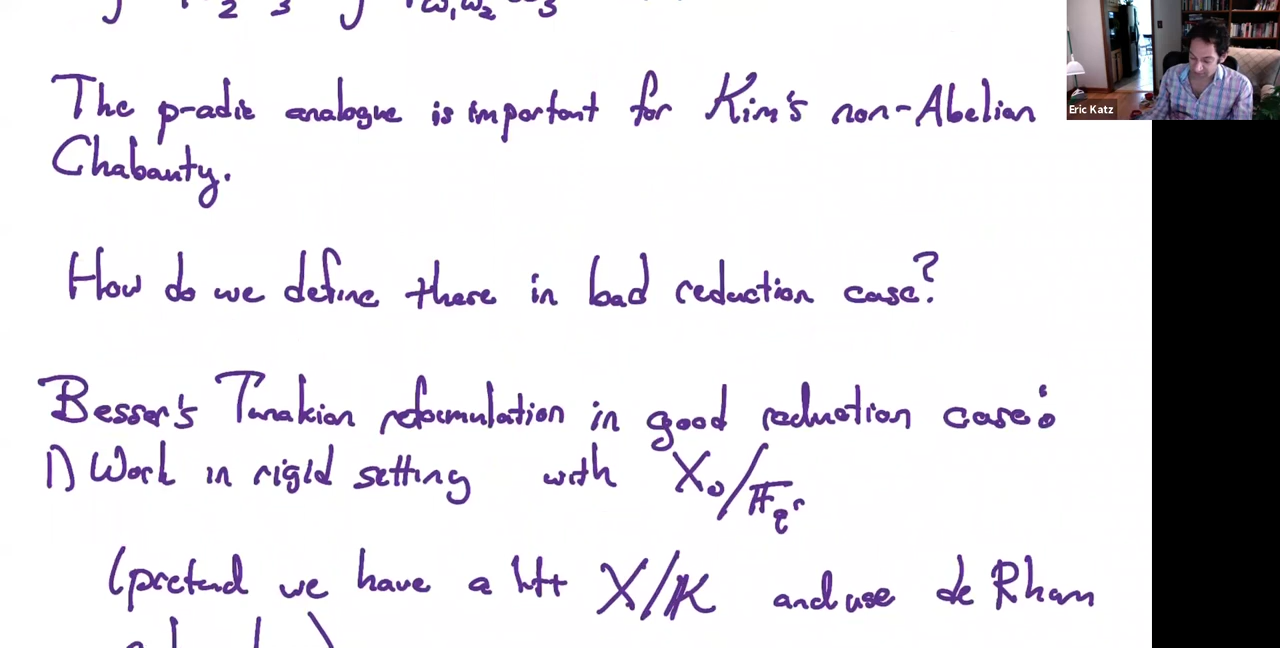 The p-adic analogue is important for Kim's non-Abelian
Eric Katz
Chabauty.
How do we define these in bad reduction case?
Besser's Tanakian reformulation in good reduction case:
1) Work in rigid setting with X₀/𝔽_q.
(pretend we have a lift X/K and use de Rham